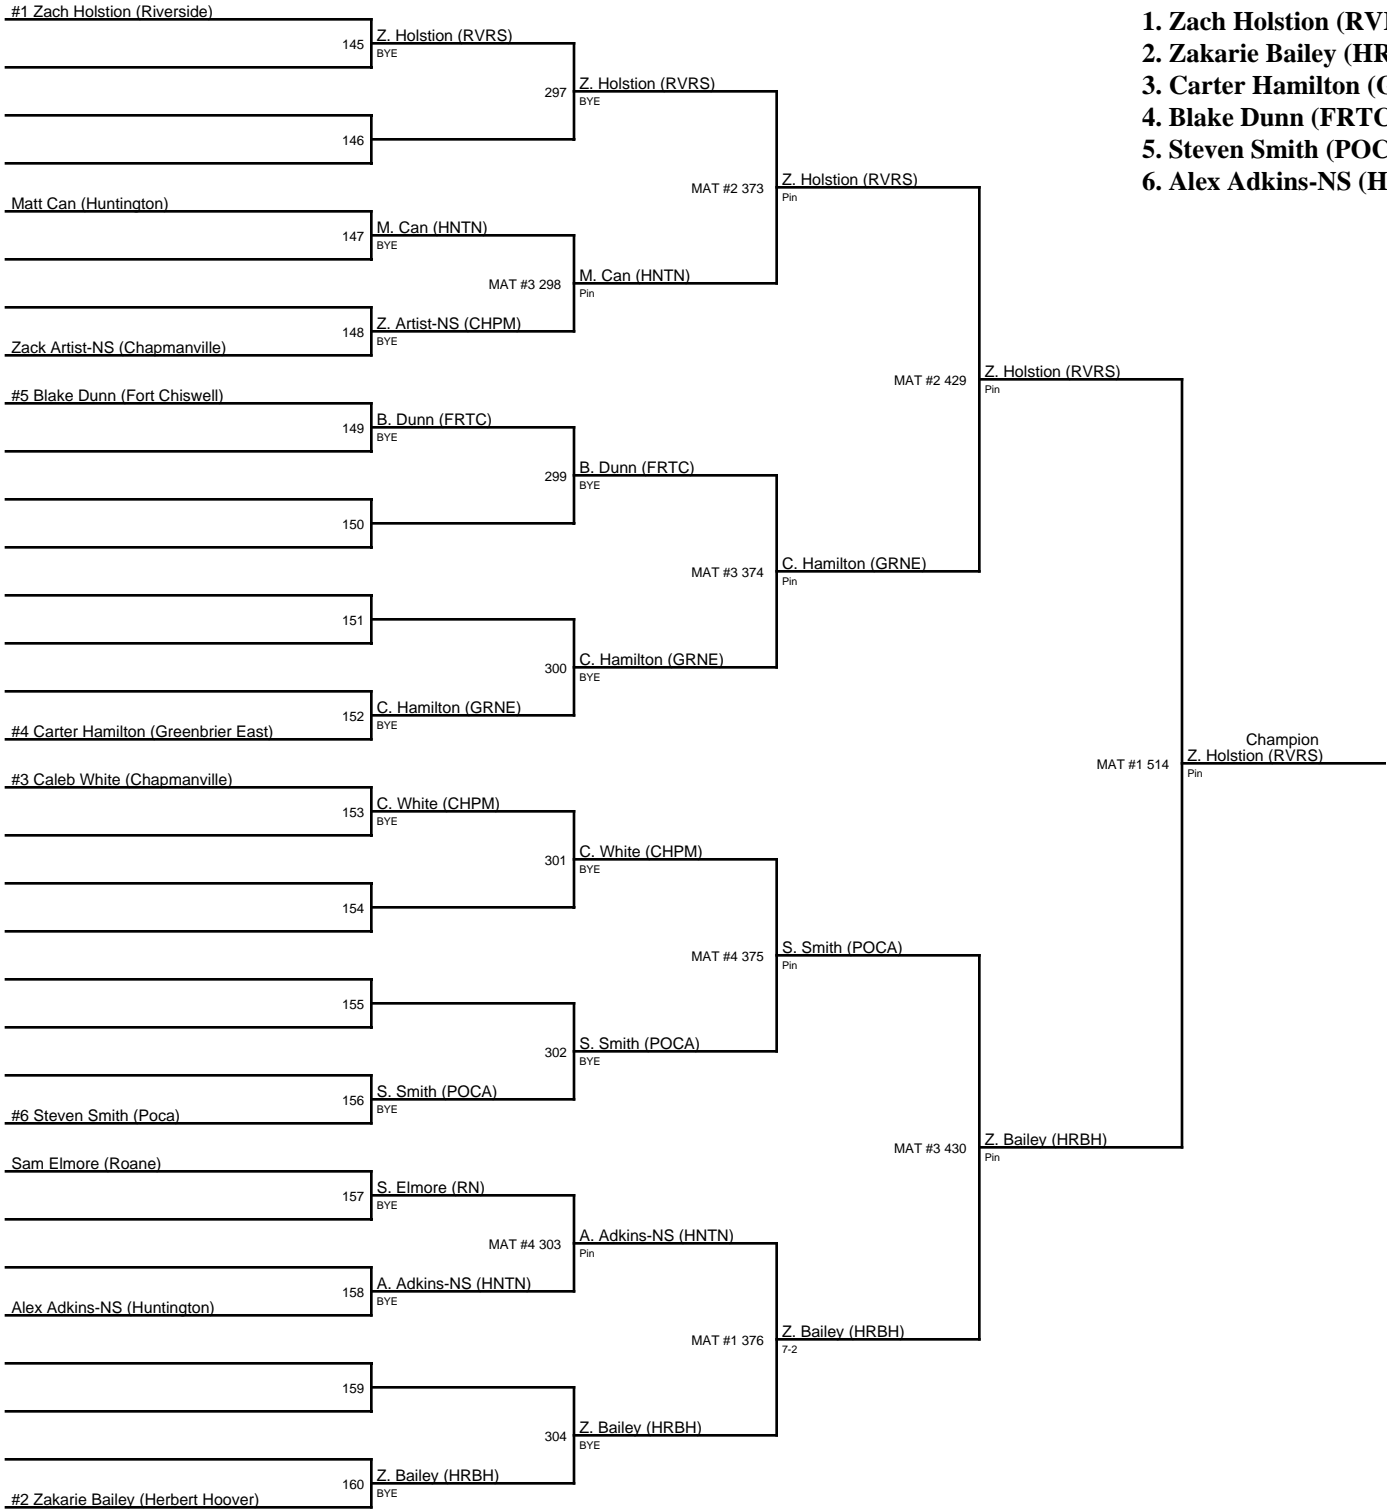 #1 Zach Holstion (Riverside)
145
Z. Holstion (RVRS)
BYE
297
Z. Holstion (RVRS)
BYE
146
MAT #2 373
Z. Holstion (RVRS)
Pin
Matt Can (Huntington)
147
M. Can (HNTN)
BYE
MAT #3 298
M. Can (HNTN)
Pin
148
Z. Artist-NS (CHPM)
BYE
Zack Artist-NS (Chapmanville)
MAT #2 429
Z. Holstion (RVRS)
Pin
#5 Blake Dunn (Fort Chiswell)
149
B. Dunn (FRTC)
BYE
299
B. Dunn (FRTC)
BYE
150
MAT #3 374
C. Hamilton (GRNE)
Pin
151
300
C. Hamilton (GRNE)
BYE
152
C. Hamilton (GRNE)
BYE
#4 Carter Hamilton (Greenbrier East)
MAT #1 514
Champion
Z. Holstion (RVRS)
Pin
#3 Caleb White (Chapmanville)
153
C. White (CHPM)
BYE
301
C. White (CHPM)
BYE
154
MAT #4 375
S. Smith (POCA)
Pin
155
302
S. Smith (POCA)
BYE
156
S. Smith (POCA)
BYE
#6 Steven Smith (Poca)
MAT #3 430
Z. Bailey (HRBH)
Pin
Sam Elmore (Roane)
157
S. Elmore (RN)
BYE
MAT #4 303
A. Adkins-NS (HNTN)
Pin
158
A. Adkins-NS (HNTN)
BYE
Alex Adkins-NS (Huntington)
MAT #1 376
Z. Bailey (HRBH)
7-2
159
304
Z. Bailey (HRBH)
BYE
160
Z. Bailey (HRBH)
BYE
#2 Zakarie Bailey (Herbert Hoover)
1. Zach Holstion (RV
2. Zakarie Bailey (HR
3. Carter Hamilton (
4. Blake Dunn (FRTC
5. Steven Smith (POC
6. Alex Adkins-NS (H